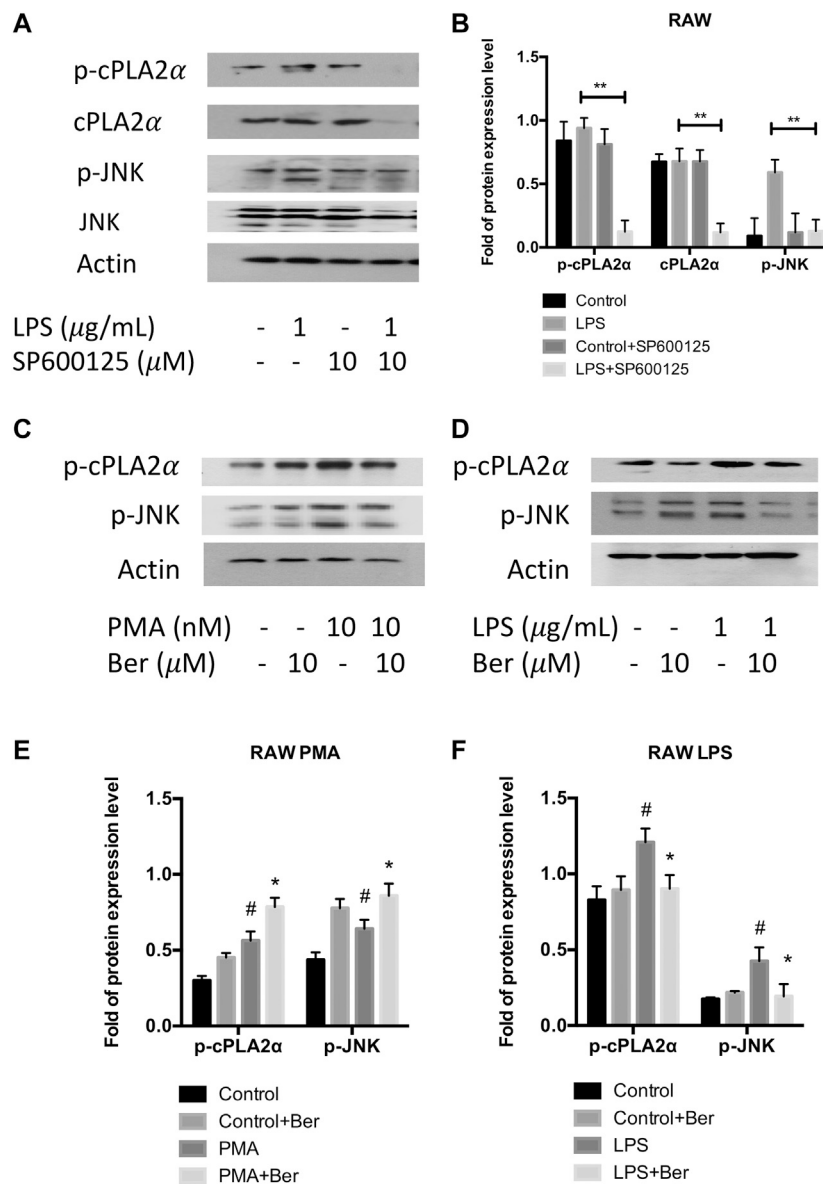 A
p-cPLA2α
cPLA2α
p-JNK
JNK
Actin
LPS (μg/mL) - 1 - 1
SP600125 (μM) - - 10 10
B
RAW
Fold of protein expression level
1.5
1.0
0.5
0.0
** ** **
p-cPLA2α cPLA2α p-JNK
Control
LPS
Control+SP600125
LPS+SP600125
C
p-cPLA2α
p-JNK
Actin
PMA (nM) - - 10 10
Ber (μM) - 10 - 10
D
p-cPLA2α
p-JNK
Actin
LPS (μg/mL) - - 1 1
Ber (μM) - 10 - 10
E
RAW PMA
Fold of protein expression level
1.5
1.0
0.5
0.0
# * # *
p-cPLA2α p-JNK
Control
Control+Ber
PMA
PMA+Ber
F
RAW LPS
Fold of protein expression level
1.5
1.0
0.5
0.0
# * # *
p-cPLA2α p-JNK
Control
Control+Ber
LPS
LPS+Ber